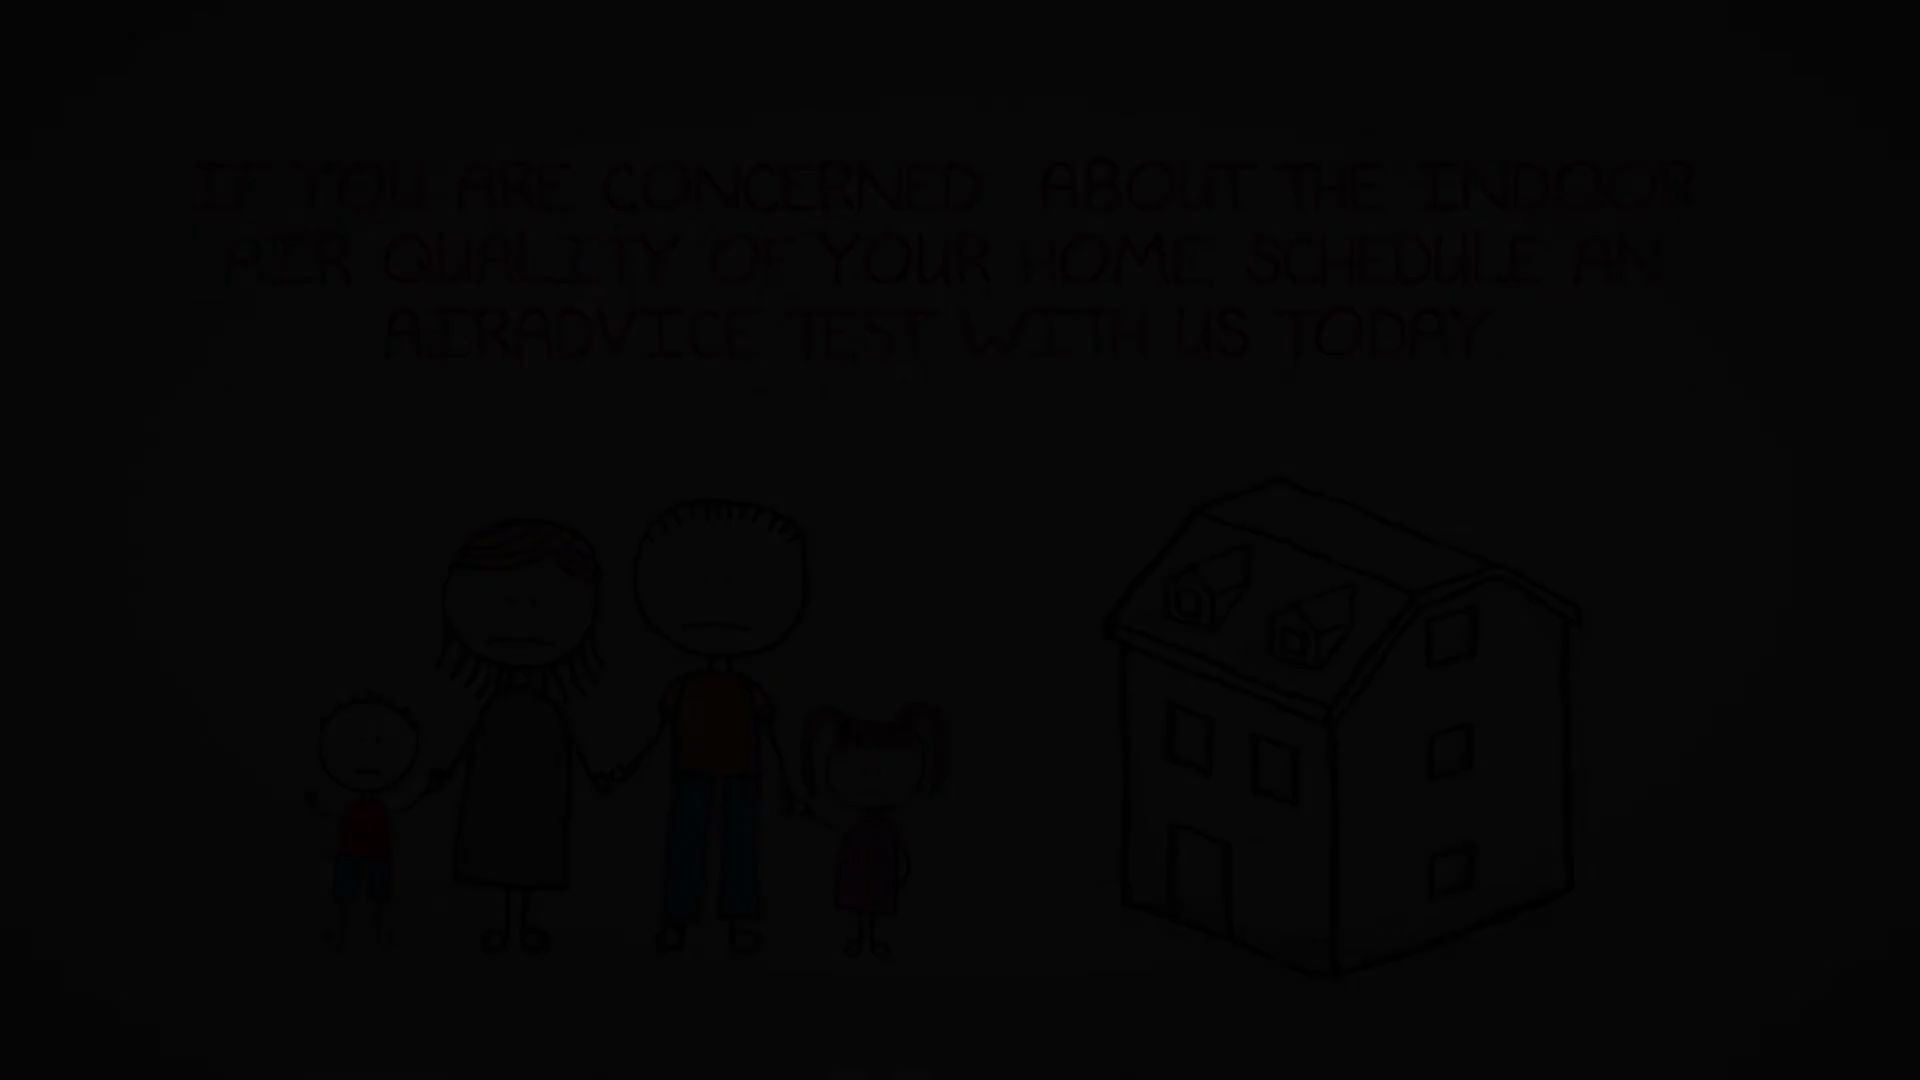 IF YOU ARE CONCERNED ABOUT THE INDOOR
AIR QUALITY OF YOUR HOME, SCHEDULE AN
AIRADVICE TEST WITH US TODAY.